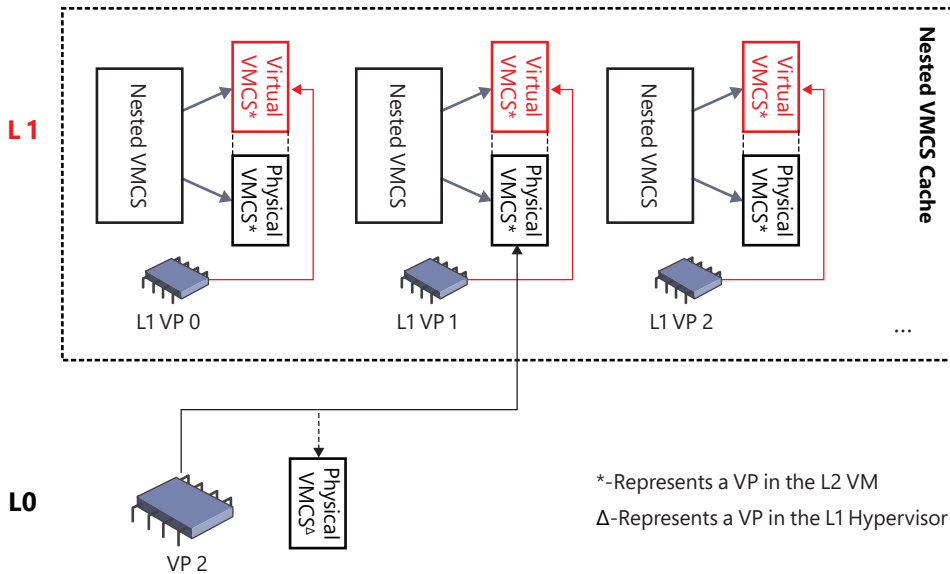 L 1
Nested VMCS
Virtual
VMCS*
Physical
VMCS*
L1 VP 0
Nested VMCS
Virtual
VMCS*
Physical
VMCS*
L1 VP 1
Nested VMCS
Virtual
VMCS*
Physical
VMCS*
L1 VP 2
Nested VMCS Cache
...
L0
VP 2
Physical
VMCSΔ
*-Represents a VP in the L2 VM
Δ-Represents a VP in the L1 Hypervisor